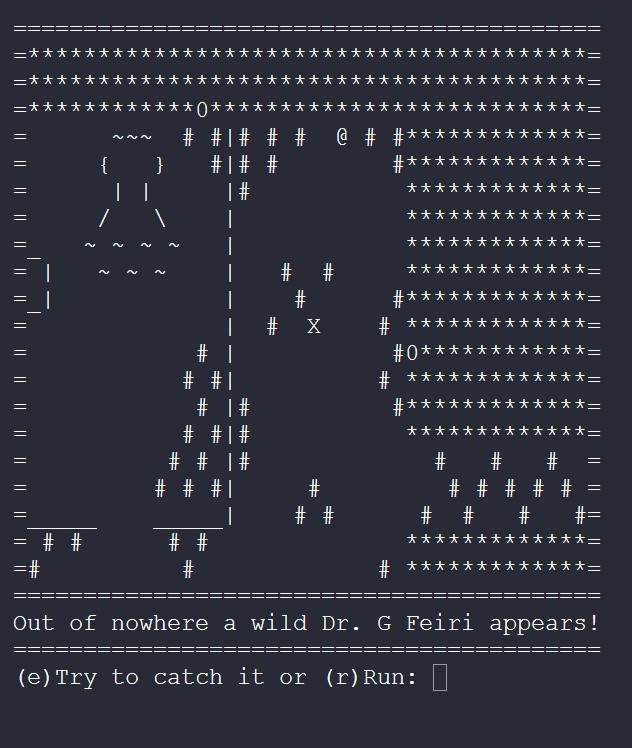 ==========================================
=****************************************=
=****************************************=
=************0***************************=
=      ~~~  # #|# # #  @ # #*************=
=     {   }   #|# #        #*************=
=      | |     |#           *************=
=     /   \    |            *************=
=_   ~ ~ ~ ~   |            *************=
= |   ~ ~ ~    |   #  #     *************=
=_|            |    #      #*************=
=              |  #  X    # *************=
=            # |           #0************=
=           # #|          # *************=
=            # |#          #*************=
=           # #|#           *************=
=          # # |#             #   #   #  =
=         # # #|     #         # # # # # =
=_____    _____|    # #      #  #   #   #=
= # #      # #              *************=
=#          #             # *************=
==========================================
Out of nowhere a wild Dr. G Feiri appears!
==========================================
(e)Try to catch it or (r)Run: